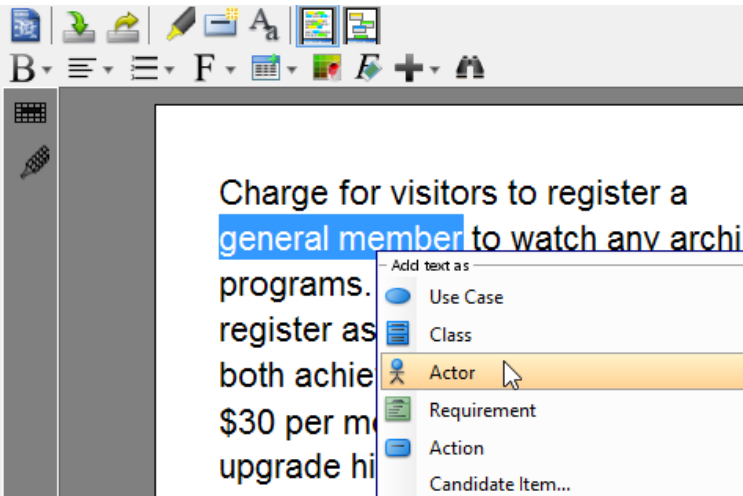 Charge for visitors to register a
general member to watch any archi
Add text as
programs.
Use Case
register as
Class
both achie
Actor
$30 per me
Requirement
Action
upgrade hi
Candidate Item...